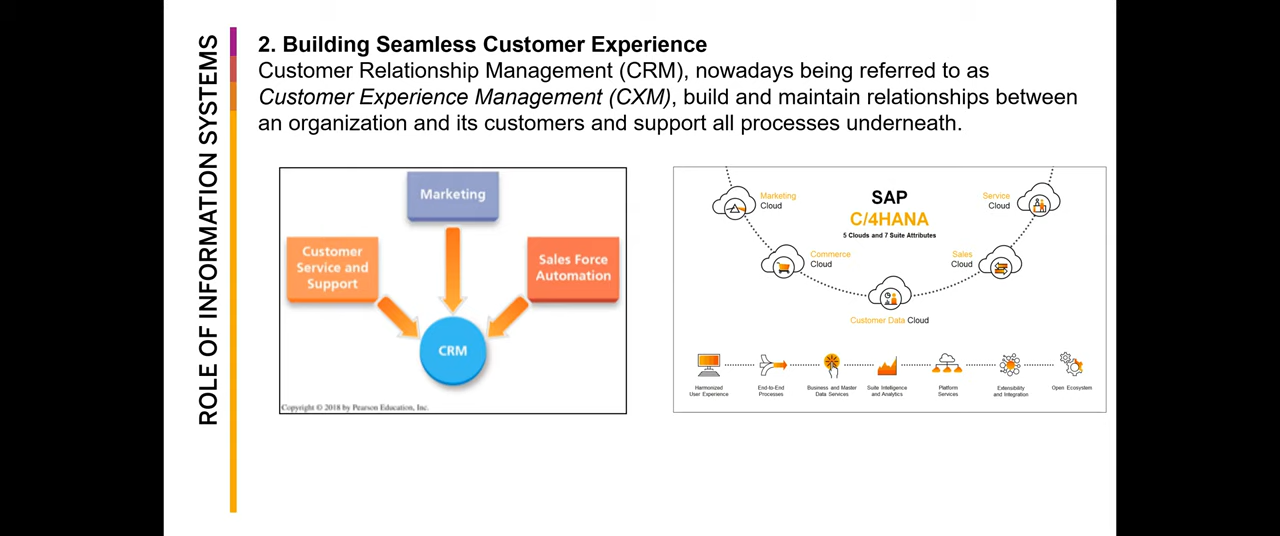 ROLE OF INFORMATION SYSTEMS
2. Building Seamless Customer Experience
Customer Relationship Management (CRM), nowadays being referred to as
Customer Experience Management (CXM), build and maintain relationships between
an organization and its customers and support all processes underneath.
Marketing
Customer
Service and
Support
Sales Force
Automation
CRM
Copyright © 2018 by Pearson Education, Inc.
SAP
C/4HANA
5 Clouds and 7 Suite Attributes
Marketing
Cloud
Service
Cloud
Commerce
Cloud
Sales
Cloud
Customer Data Cloud
Harmonized
User Experience
End-to-End
Processes
Business and Master
Data Services
Suite Intelligence
and Analytics
Platform
Services
Extensibility
and Integration
Open Ecosystem